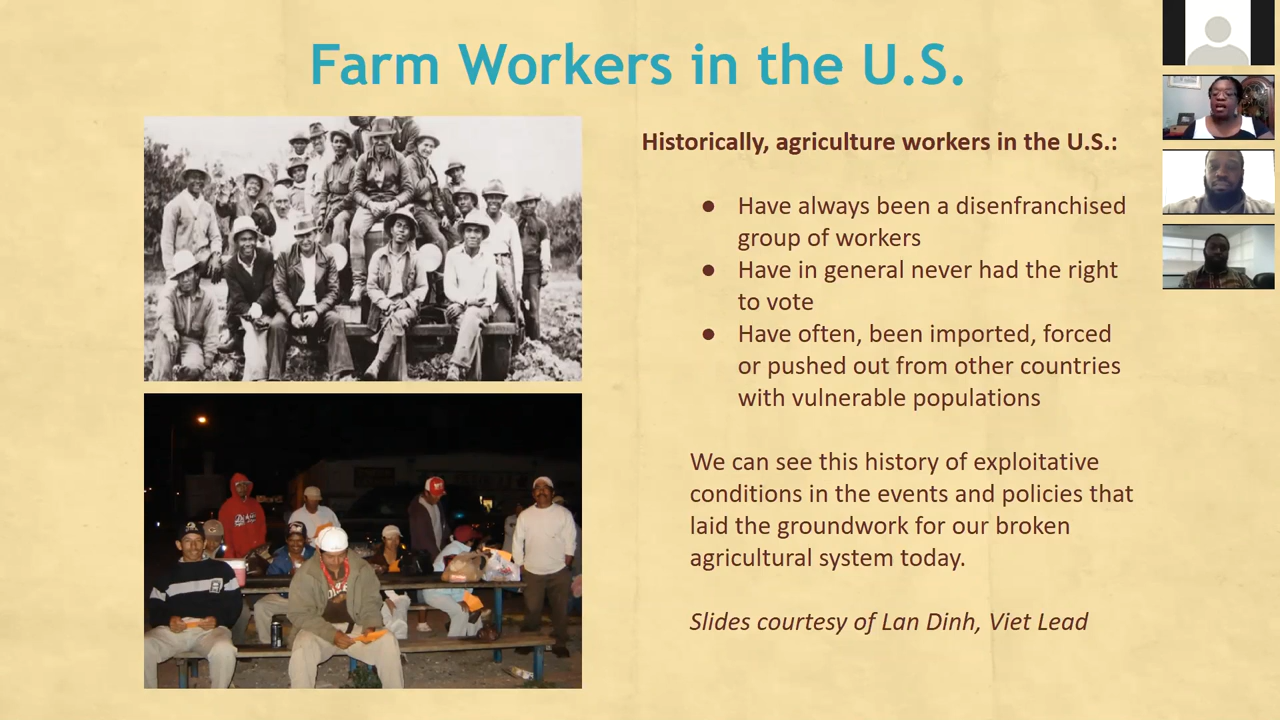 Farm Workers in the U.S.
Historically, agriculture workers in the U.S.:
● Have always been a disenfranchised
group of workers
● Have in general never had the right
to vote
● Have often, been imported, forced
or pushed out from other countries
with vulnerable populations
We can see this history of exploitative
conditions in the events and policies that
laid the groundwork for our broken
agricultural system today.
Slides courtesy of Lan Dinh, Viet Lead